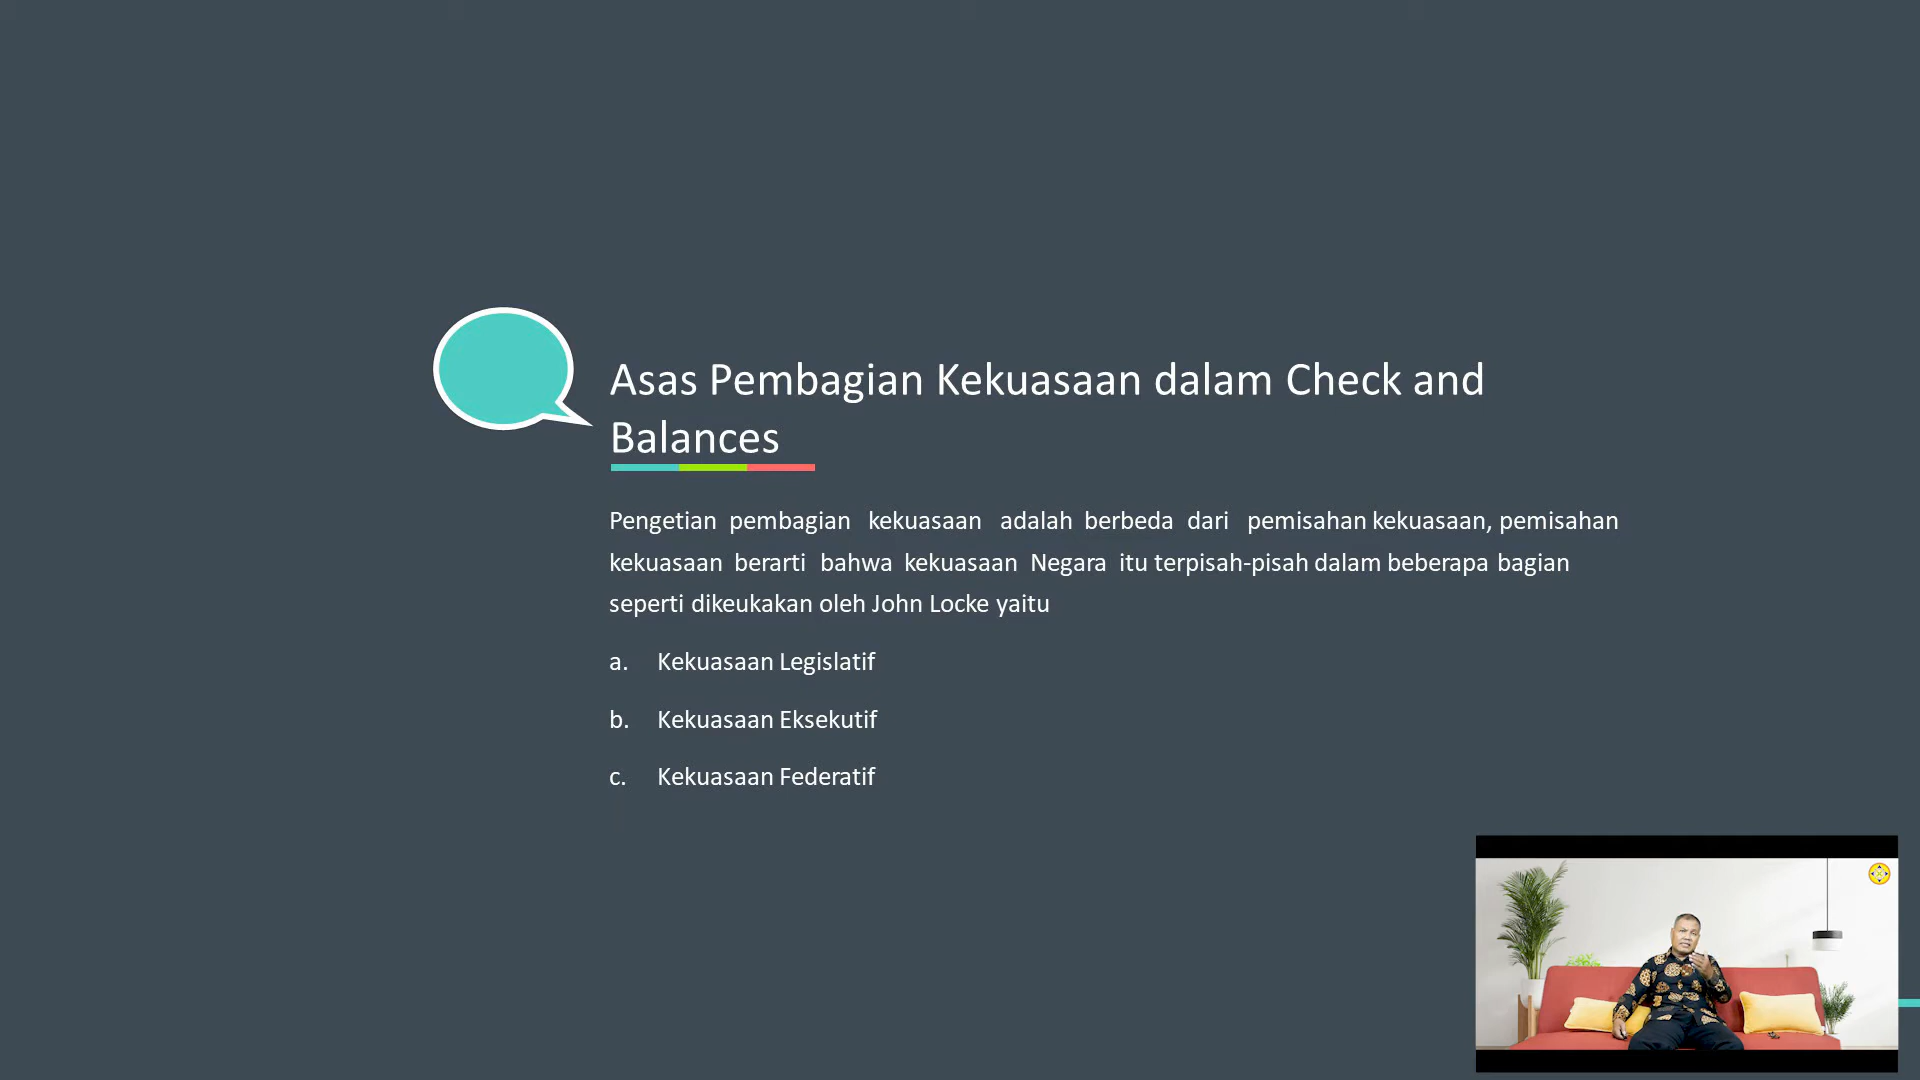 Asas Pembagian Kekuasaan dalam Check and
Balances
Pengetian pembagian kekuasaan adalah berbeda dari pemisahan kekuasaan, pemisahan
kekuasaan berarti bahwa kekuasaan Negara itu terpisah-pisah dalam beberapa bagian
seperti dikeukakan oleh John Locke yaitu
a. Kekuasaan Legislatif
b. Kekuasaan Eksekutif
c. Kekuasaan Federatif